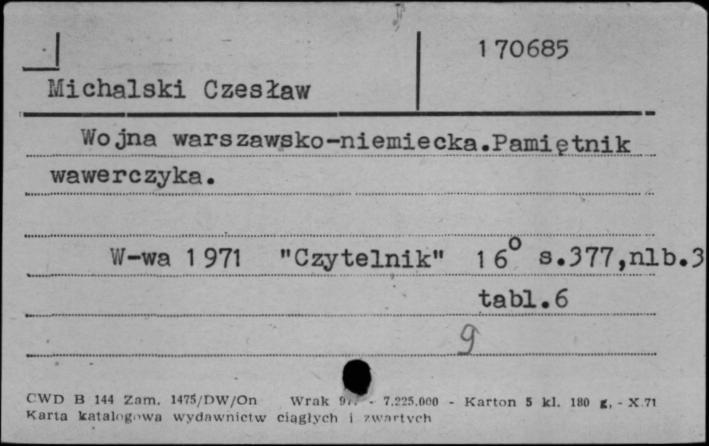 170685
Michalski Czesław
Wojna warszawsko-niemiecka.Pamiętnik
wawerczyka.
W-wa 1971 "Czytelnik" 16° s.377,nlb.3
tabl.6
9
CWD B 144 Zam. 1475/DW/On Wrak - 7.225.000 - Karton 5 kl. 180 g. - X.71
Karta katalogowa wydawnictw ciągłych i zwartych